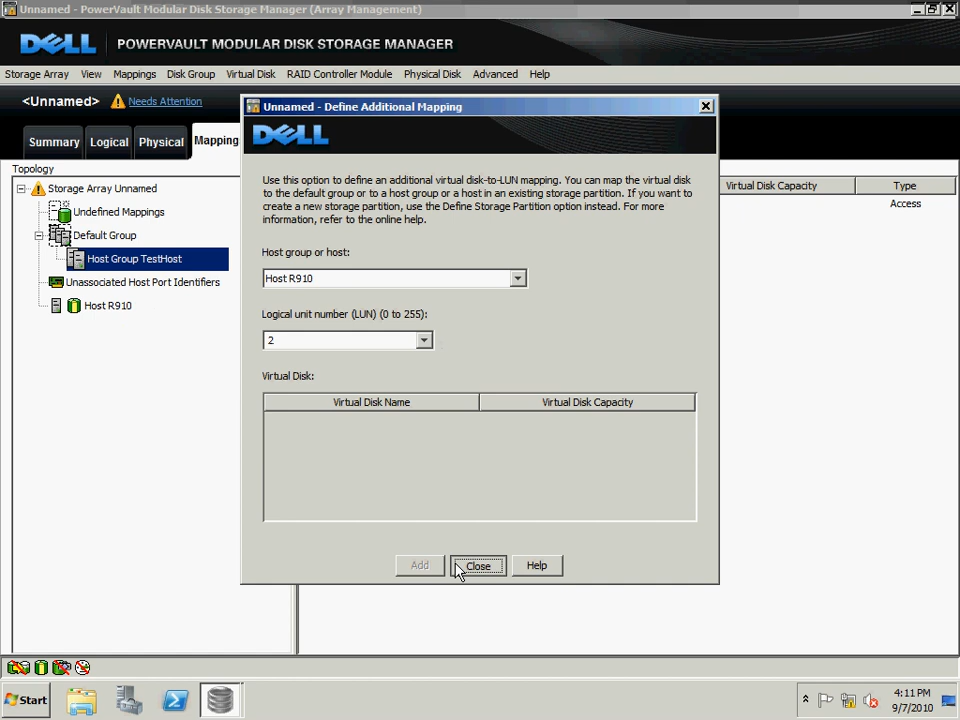 Unnamed - PowerVault Modular Disk Storage Manager (Array Management)
DELL
POWERVAULT MODULAR DISK STORAGE MANAGER
Storage Array View Mappings Disk Group Virtual Disk RAID Controller Module Physical Disk Advanced Help
<Unnamed> Needs Attention
Summary Logical Physical Mapping
Topology
Storage Array Unnamed
Undefined Mappings
Default Group
Host Group TestHost
Unassociated Host Port Identifiers
Host R910
Virtual Disk Capacity Type
Access
Unnamed - Define Additional Mapping
DELL
Use this option to define an additional virtual disk-to-LUN mapping. You can map the virtual disk
to the default group or to a host group or a host in an existing storage partition. If you want to
create a new storage partition, use the Define Storage Partition option instead. For more
information, refer to the online help.
Host group or host:
Host R910
Logical unit number (LUN) (0 to 255):
2
Virtual Disk:
Virtual Disk Name Virtual Disk Capacity
Add Close Help
Start
4:11 PM
9/7/2010